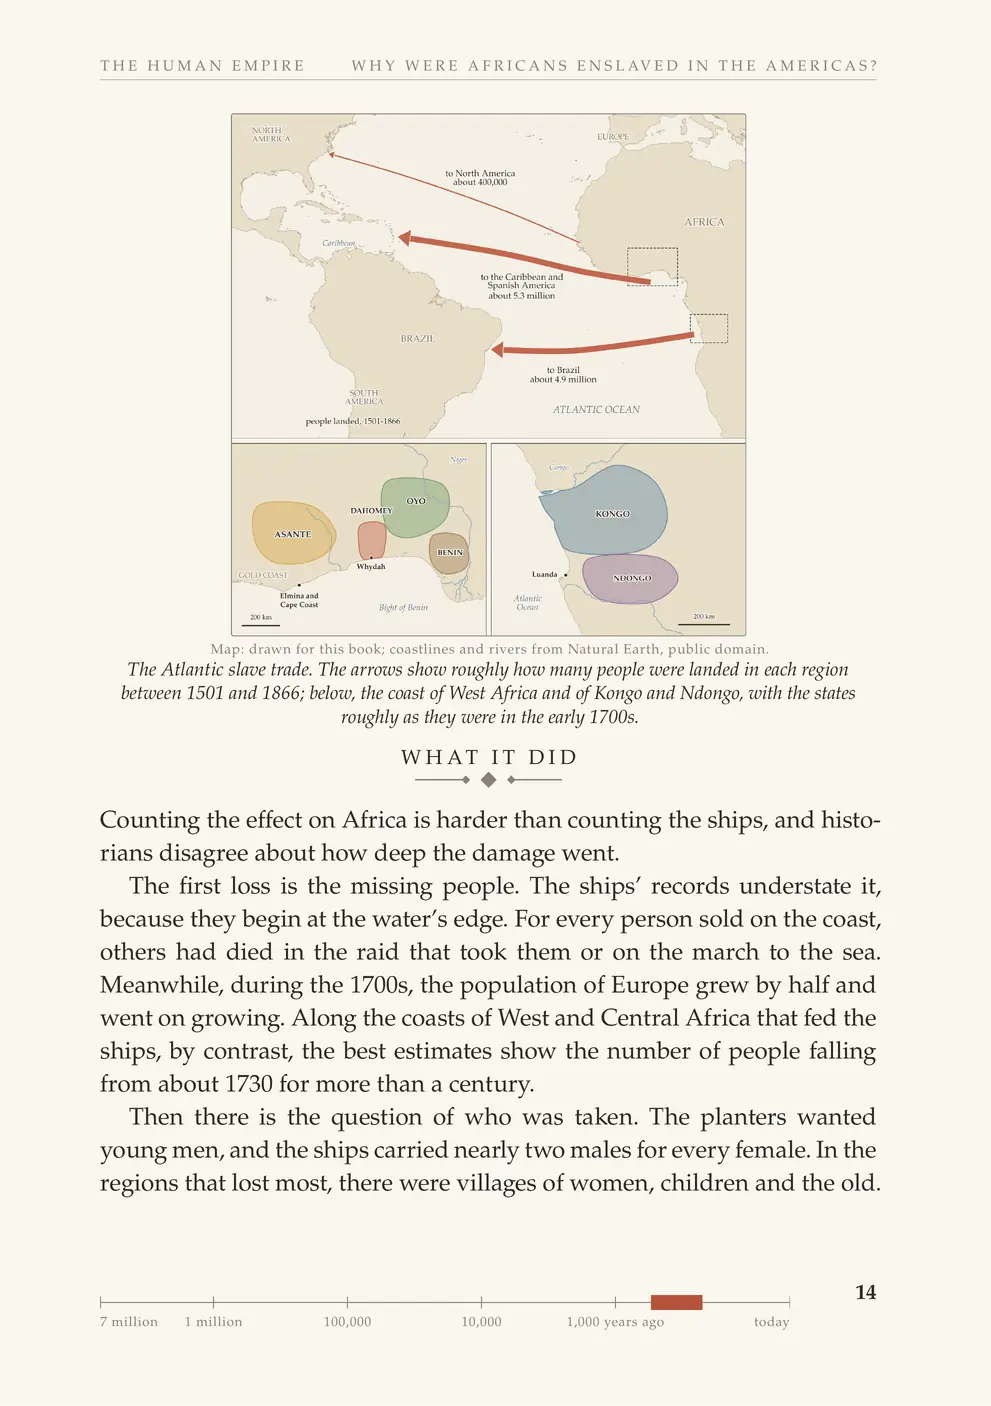 THE HUMAN EMPIRE WHY WERE AFRICANS ENSLAVED IN THE AMERICAS?
NORTH
AMERICA
EUROPE
to North America
about 400,000
AFRICA
Caribbean
to the Caribbean and
Spanish America
about 5.3 million
BRAZIL
to Brazil
about 4.9 million
SOUTH
AMERICA
ATLANTIC OCEAN
people landed, 1501-1866
Niger
OYO
DAHOMEY
ASANTE
BENIN
Whydah
GOLD COAST
Elmina and
Cape Coast
Bight of Benin
200 km
Congo
KONGO
Luanda
NDONGO
Atlantic
Ocean
200 km
Map: drawn for this book; coastlines and rivers from Natural Earth, public domain.
The Atlantic slave trade. The arrows show roughly how many people were landed in each region
between 1501 and 1866; below, the coast of West Africa and of Kongo and Ndongo, with the states
roughly as they were in the early 1700s.
WHAT IT DID
Counting the effect on Africa is harder than counting the ships, and histo-
rians disagree about how deep the damage went.
The first loss is the missing people. The ships’ records understate it,
because they begin at the water’s edge. For every person sold on the coast,
others had died in the raid that took them or on the march to the sea.
Meanwhile, during the 1700s, the population of Europe grew by half and
went on growing. Along the coasts of West and Central Africa that fed the
ships, by contrast, the best estimates show the number of people falling
from about 1730 for more than a century.
Then there is the question of who was taken. The planters wanted
young men, and the ships carried nearly two males for every female. In the
regions that lost most, there were villages of women, children and the old.
14
7 million 1 million 100,000 10,000 1,000 years ago today